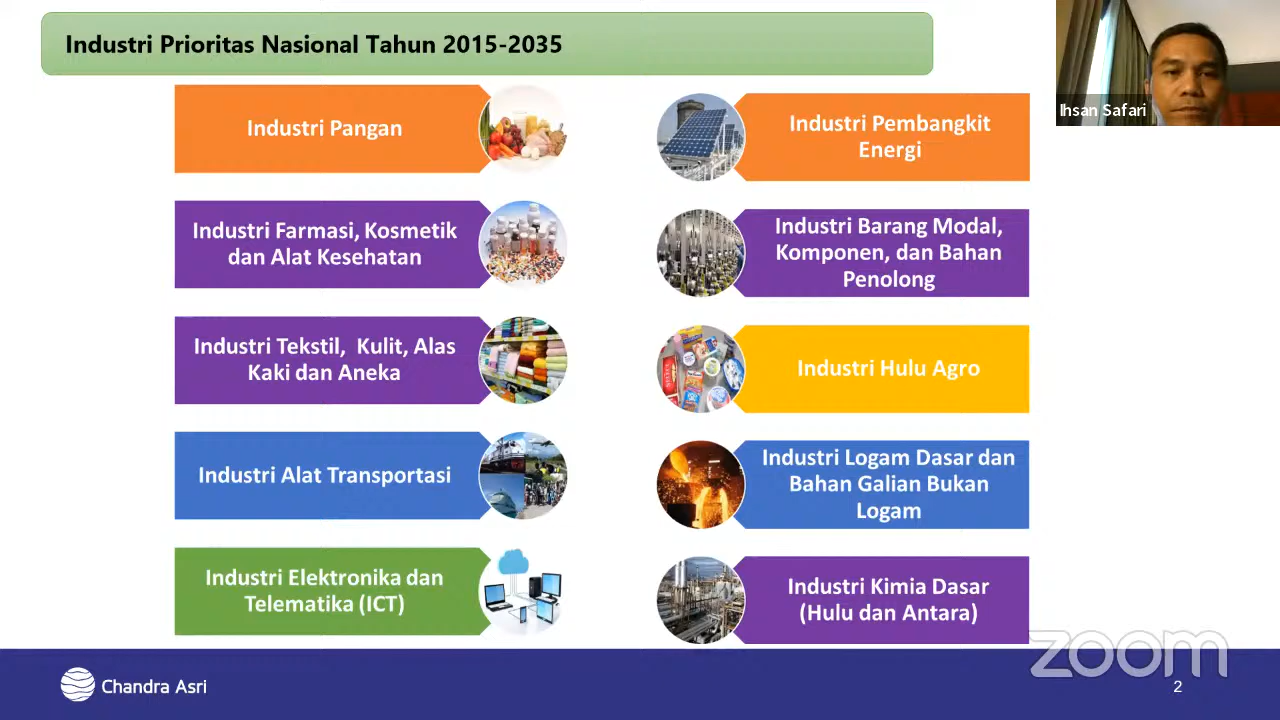 Industri Prioritas Nasional Tahun 2015-2035
Ihsan Safari
Industri Pangan
Industri Farmasi, Kosmetik
dan Alat Kesehatan
Industri Tekstil, Kulit, Alas
Kaki dan Aneka
Industri Alat Transportasi
Industri Elektronika dan
Telematika (ICT)
Industri Pembangkit
Energi
Industri Barang Modal,
Komponen, dan Bahan
Penolong
Industri Hulu Agro
Industri Logam Dasar dan
Bahan Galian Bukan
Logam
Industri Kimia Dasar
(Hulu dan Antara)
zoom
Chandra Asri
2